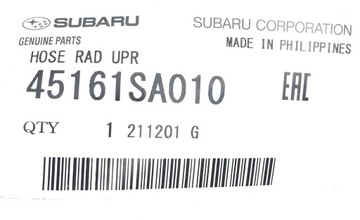 SUBARU SUBARU CORPORATION
GENUINE PARTS MADE IN PHILIPPINES
HOSE RAD UPR
45161SA010 EAC
QTY 1 211201 G